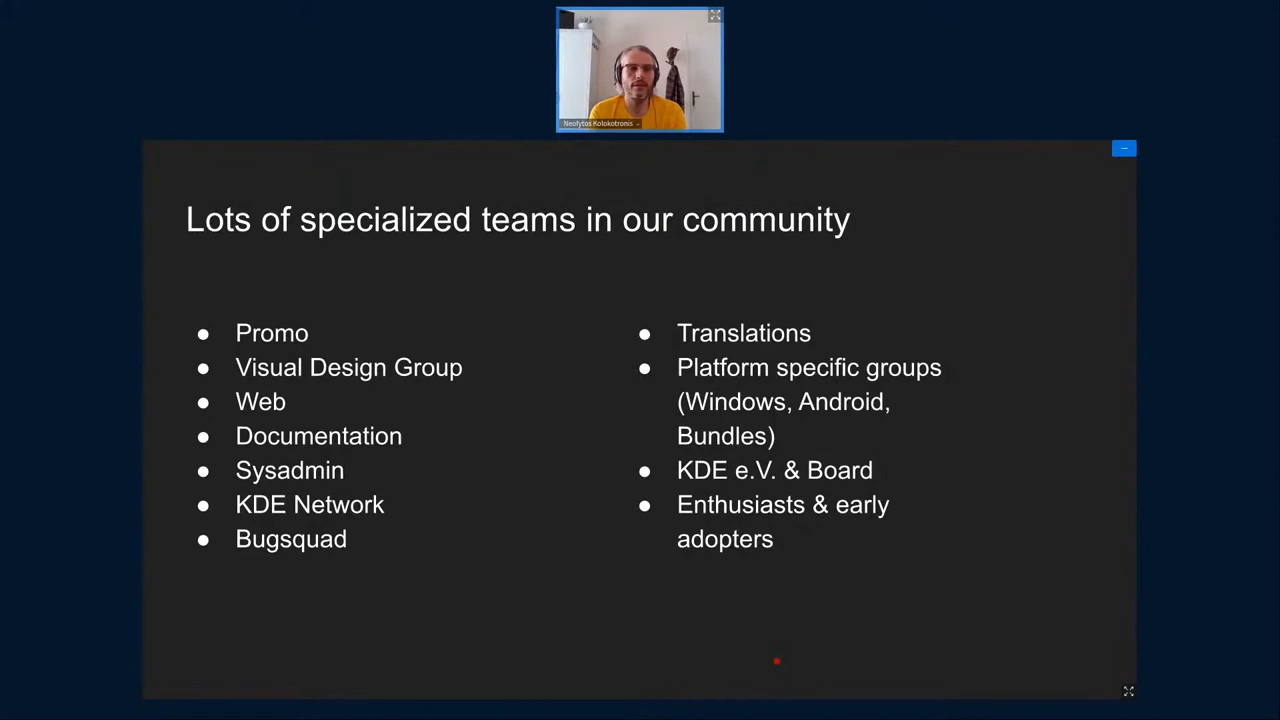 Neofytos Kolokotronis
Lots of specialized teams in our community
● Promo
● Visual Design Group
● Web
● Documentation
● Sysadmin
● KDE Network
● Bugsquad
● Translations
● Platform specific groups
(Windows, Android,
Bundles)
● KDE e.V. & Board
● Enthusiasts & early
adopters